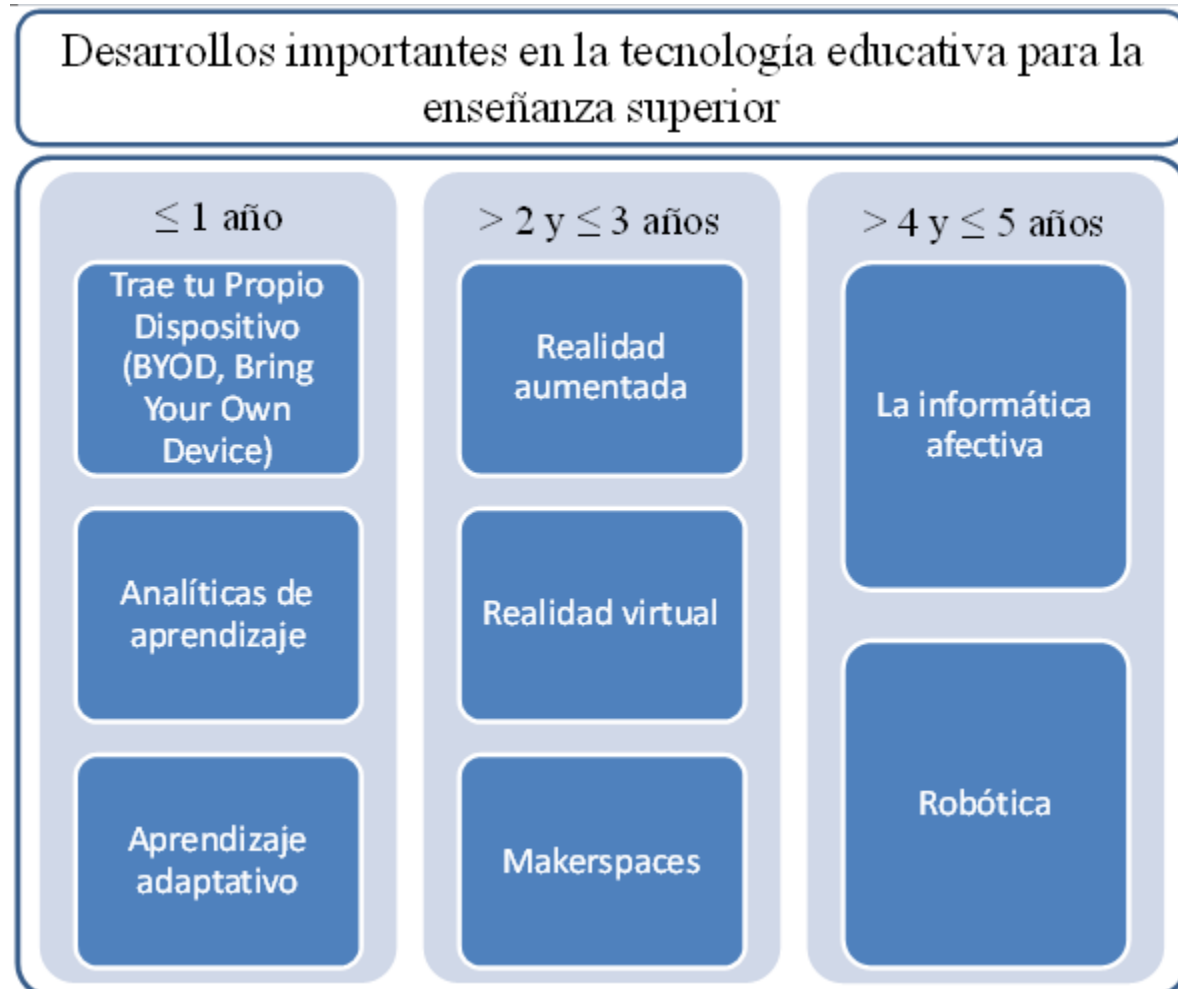 Desarrollos importantes en la tecnología educativa para la
enseñanza superior
≤ 1 año
Trae tu Propio
Dispositivo
(BYOD, Bring
Your Own
Device)
Analíticas de
aprendizaje
Aprendizaje
adaptativo
> 2 y ≤ 3 años
Realidad
aumentada
Realidad virtual
Makerspaces
> 4 y ≤ 5 años
La informática
afectiva
Robótica